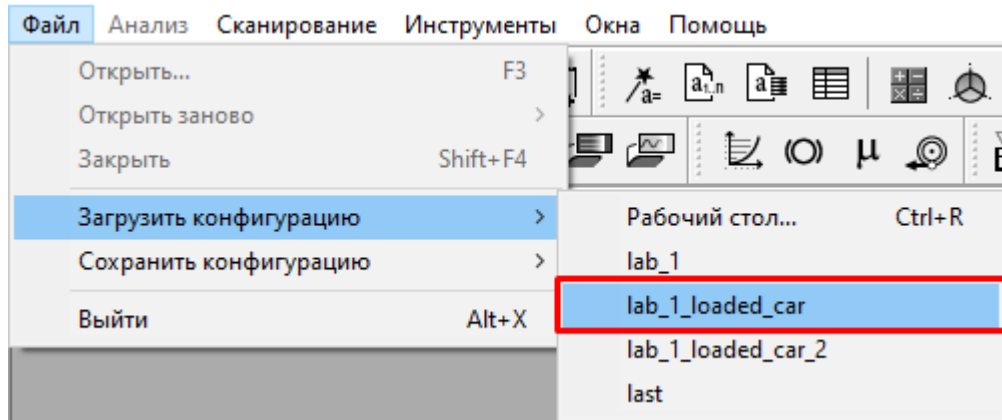 Файл Анализ Сканирование Инструменты Окна Помощь
Открыть... F3
Открыть заново
Закрыть Shift+F4
Загрузить конфигурацию
Сохранить конфигурацию
Выйти Alt+X
a=
a..n
a
µ
Рабочий стол... Ctrl+R
lab_1
lab_1_loaded_car
lab_1_loaded_car_2
last